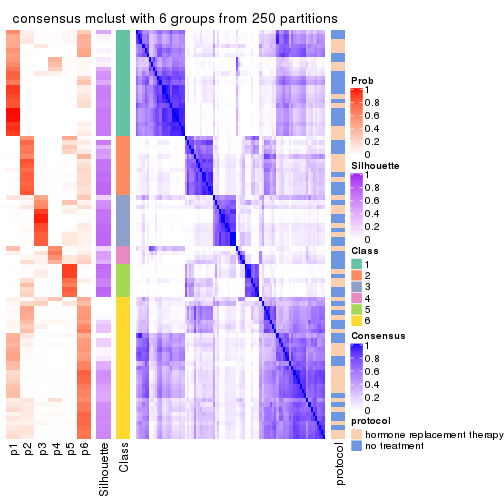 consensus mclust with 6 groups from 250 partitions
Prob
1
0.8
0.6
0.4
0.2
0
Silhouette
1
0.8
0.6
0.4
0.2
0
Class
1
2
3
4
5
6
Consensus
1
0.8
0.6
0.4
0.2
0
protocol
hormone replacement therapy
no treatment
p1
p2
p3
p4
p5
p6
Silhouette
Class
protocol